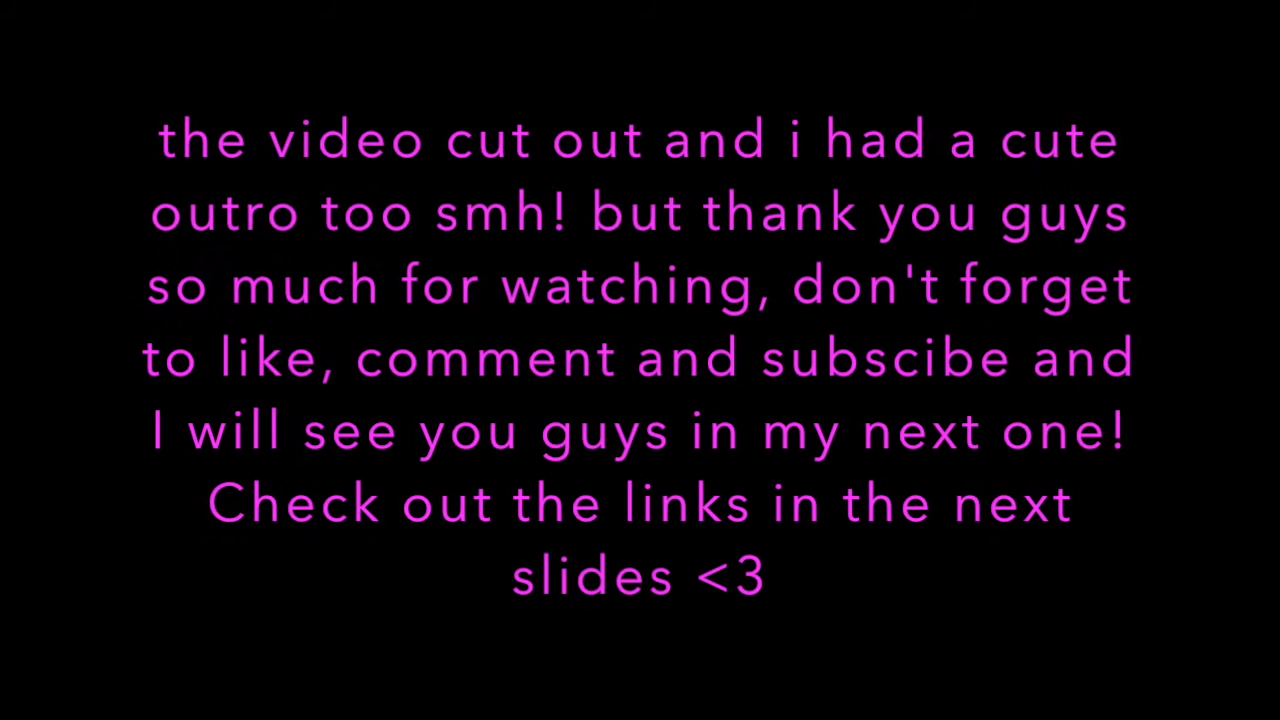 the video cut out and i had a cute
outro too smh! but thank you guys
so much for watching, don't forget
to like, comment and subscibe and
I will see you guys in my next one!
Check out the links in the next
slides <3